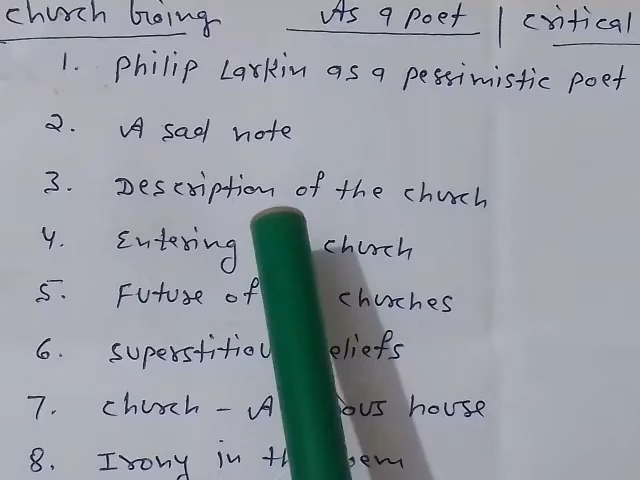 church Going As a poet | critical
1. Philip Larkin as a pessimistic poet
2. A sad note
3. Description of the church
4. Entering church
5. Future of churches
6. superstitiou eliefs
7. church - A ous house
8. Irony in th oem